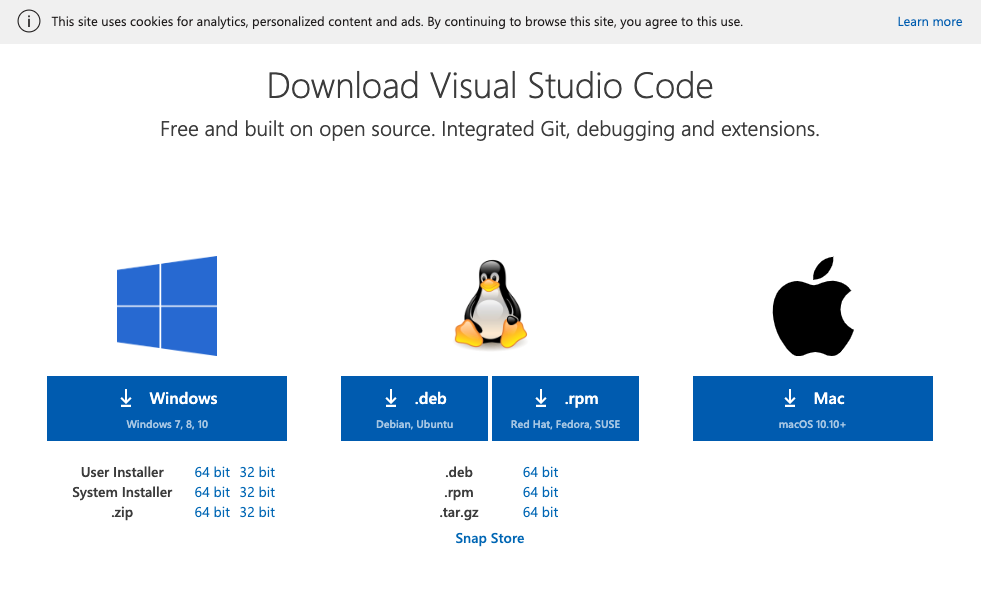 This site uses cookies for analytics, personalized content and ads. By continuing to browse this site, you agree to this use.
Learn more
Download Visual Studio Code
Free and built on open source. Integrated Git, debugging and extensions.
Windows
Windows 7, 8, 10
User Installer 64 bit 32 bit
System Installer 64 bit 32 bit
.zip 64 bit 32 bit
.deb
Debian, Ubuntu
.rpm
Red Hat, Fedora, SUSE
.deb 64 bit
.rpm 64 bit
.tar.gz 64 bit
Snap Store
Mac
macOS 10.10+